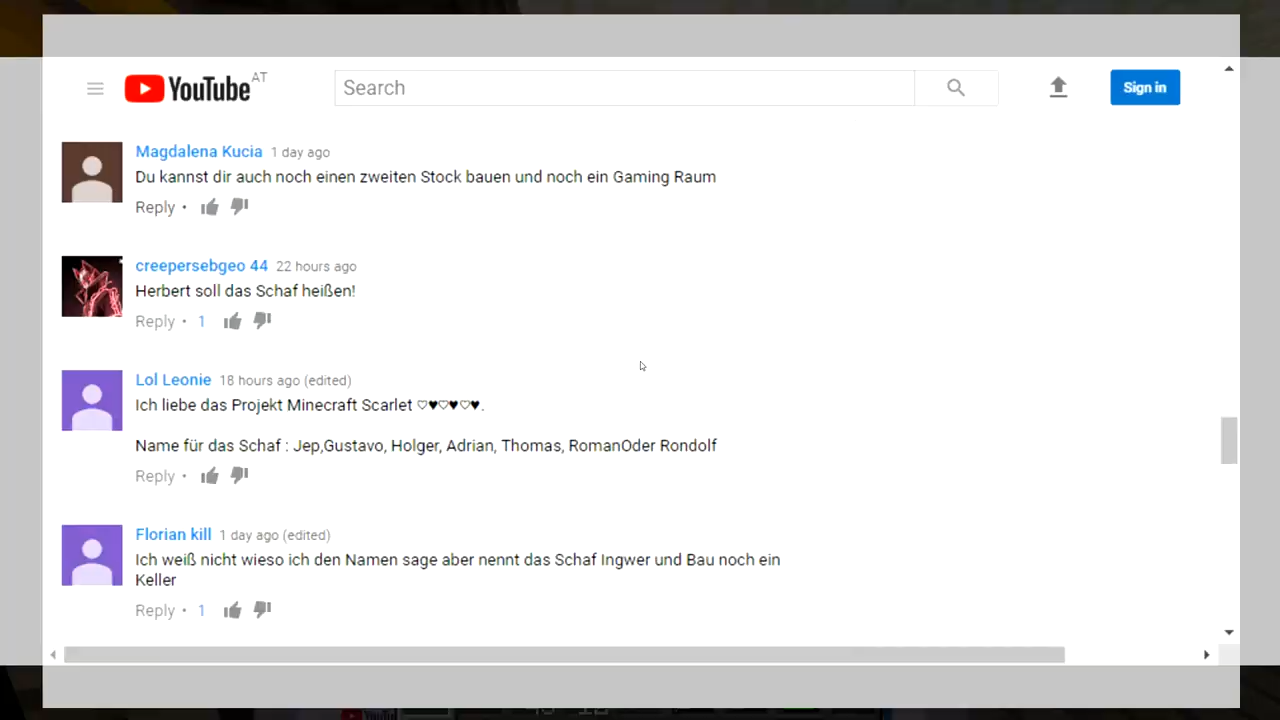 YouTube AT
Search
Sign in
Magdalena Kucia 1 day ago
Du kannst dir auch noch einen zweiten Stock bauen und noch ein Gaming Raum
Reply •
creepersebgeo 44 22 hours ago
Herbert soll das Schaf heißen!
Reply • 1
Lol Leonie 18 hours ago (edited)
Ich liebe das Projekt Minecraft Scarlet ♡♥♡♥♡♥.
Name für das Schaf : Jep,Gustavo, Holger, Adrian, Thomas, RomanOder Rondolf
Reply •
Florian kill 1 day ago (edited)
Ich weiß nicht wieso ich den Namen sage aber nennt das Schaf Ingwer und Bau noch ein
Keller
Reply • 1